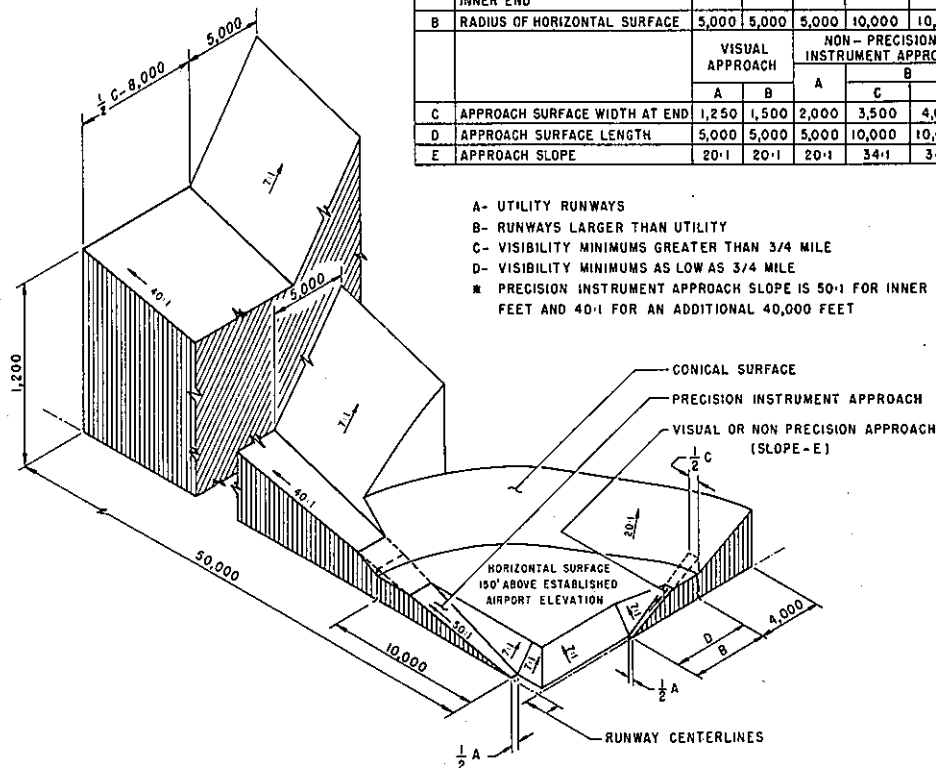 INNER END
B RADIUS OF HORIZONTAL SURFACE 5,000 5,000 5,000 10,000 10,
VISUAL APPROACH
NON-PRECISION INSTRUMENT APPRO
A B A B
C
C APPROACH SURFACE WIDTH AT END 1,250 1,500 2,000 3,500 4,0
D APPROACH SURFACE LENGTH 5,000 5,000 5,000 10,000 10,
E APPROACH SLOPE 20:1 20:1 20:1 34:1 3
A- UTILITY RUNWAYS
B- RUNWAYS LARGER THAN UTILITY
C- VISIBILITY MINIMUMS GREATER THAN 3/4 MILE
D- VISIBILITY MINIMUMS AS LOW AS 3/4 MILE
* PRECISION INSTRUMENT APPROACH SLOPE IS 50:1 FOR INNER
FEET AND 40:1 FOR AN ADDITIONAL 40,000 FEET
5,000
1/2 C-8,000
7:1
40:1
5,000
1,200
7:1
CONICAL SURFACE
PRECISION INSTRUMENT APPROACH
VISUAL OR NON PRECISION APPROACH
(SLOPE-E)
1/2 C
40:1
20:1
50,000
HORIZONTAL SURFACE
150' ABOVE ESTABLISHED
AIRPORT ELEVATION
50:1
7:1
7:1
7:1
7:1
4,000
D
B
10,000
1/2 A
RUNWAY CENTERLINES
1/2 A